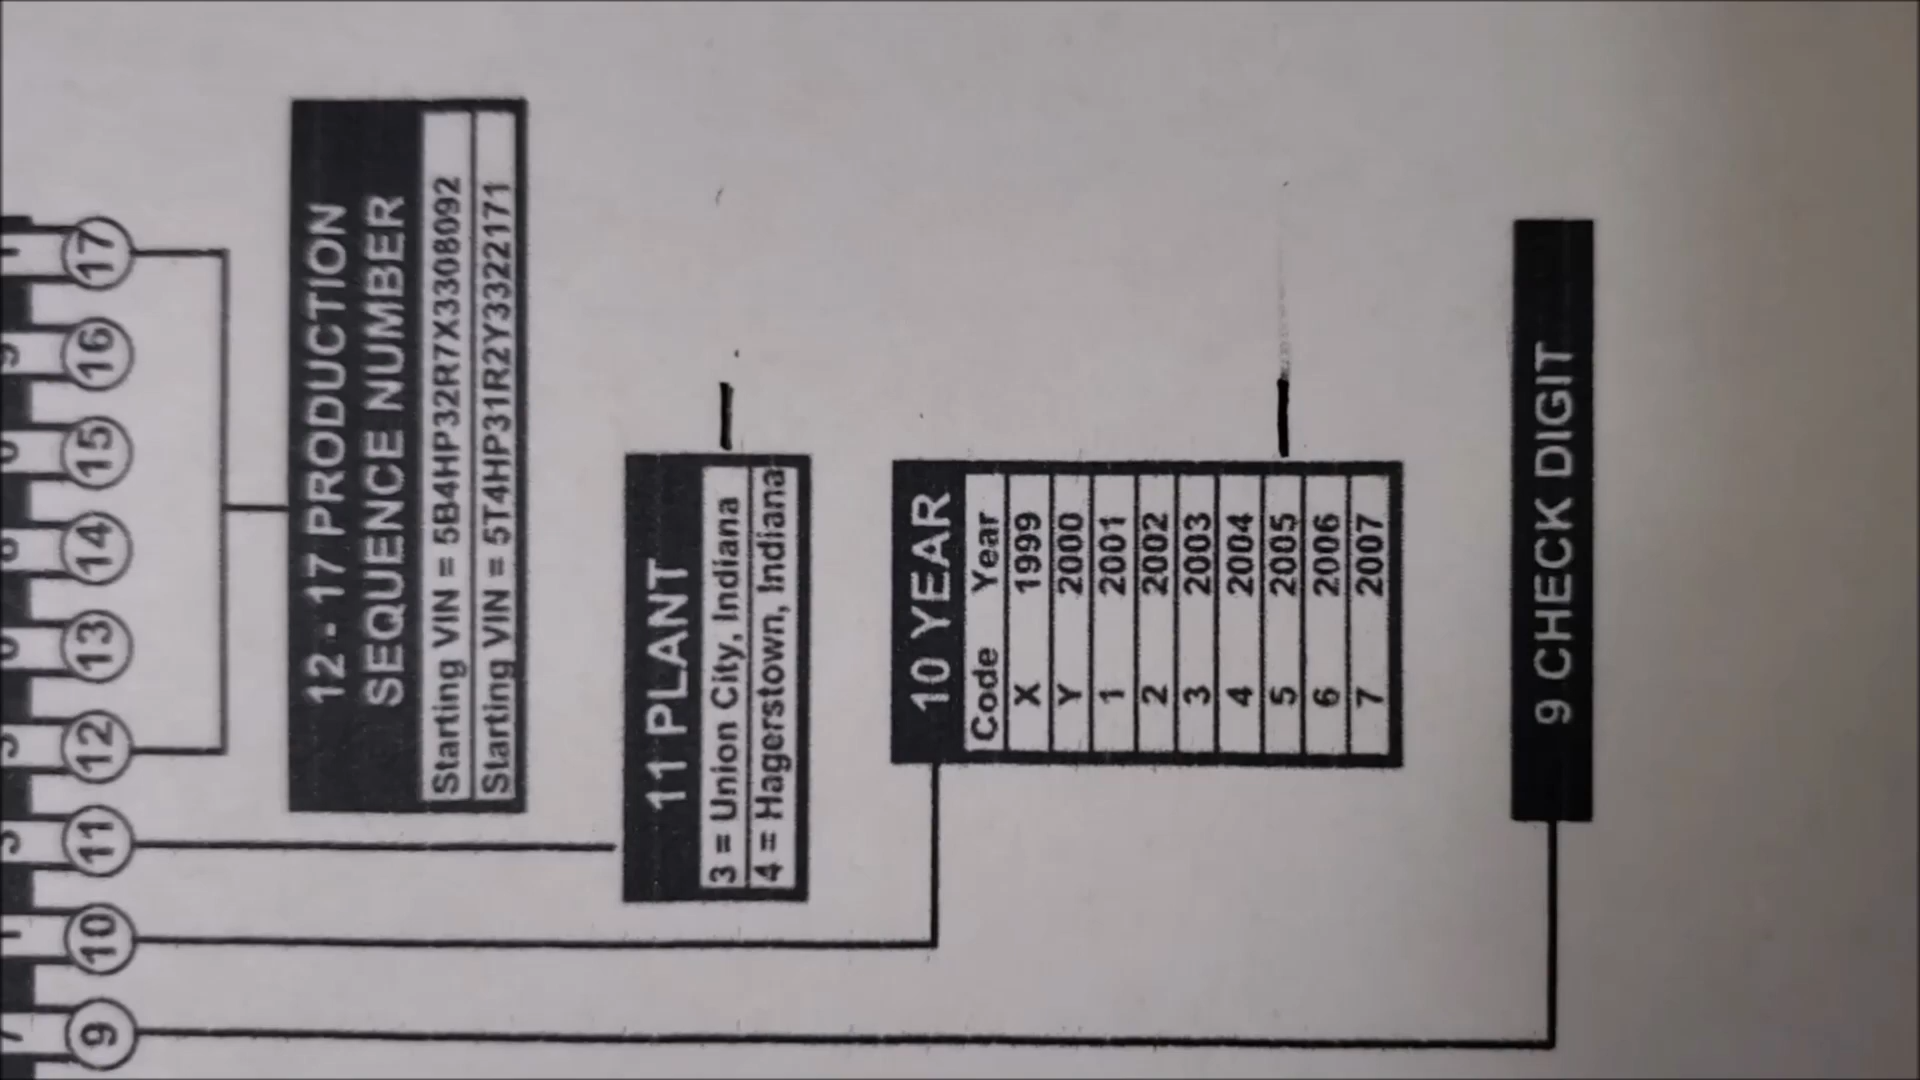 17
16
15
14
13
12
11
10
9
12 - 17 PRODUCTION
SEQUENCE NUMBER
Starting VIN = 5B4HP32R7X3308092
Starting VIN = 5T4HP31R2Y3322171
11 PLANT
3 = Union City, Indiana
4 = Hagerstown, Indiana
10 YEAR
Code Year
X 1999
Y 2000
1 2001
2 2002
3 2003
4 2004
5 2005
6 2006
7 2007
9 CHECK DIGIT